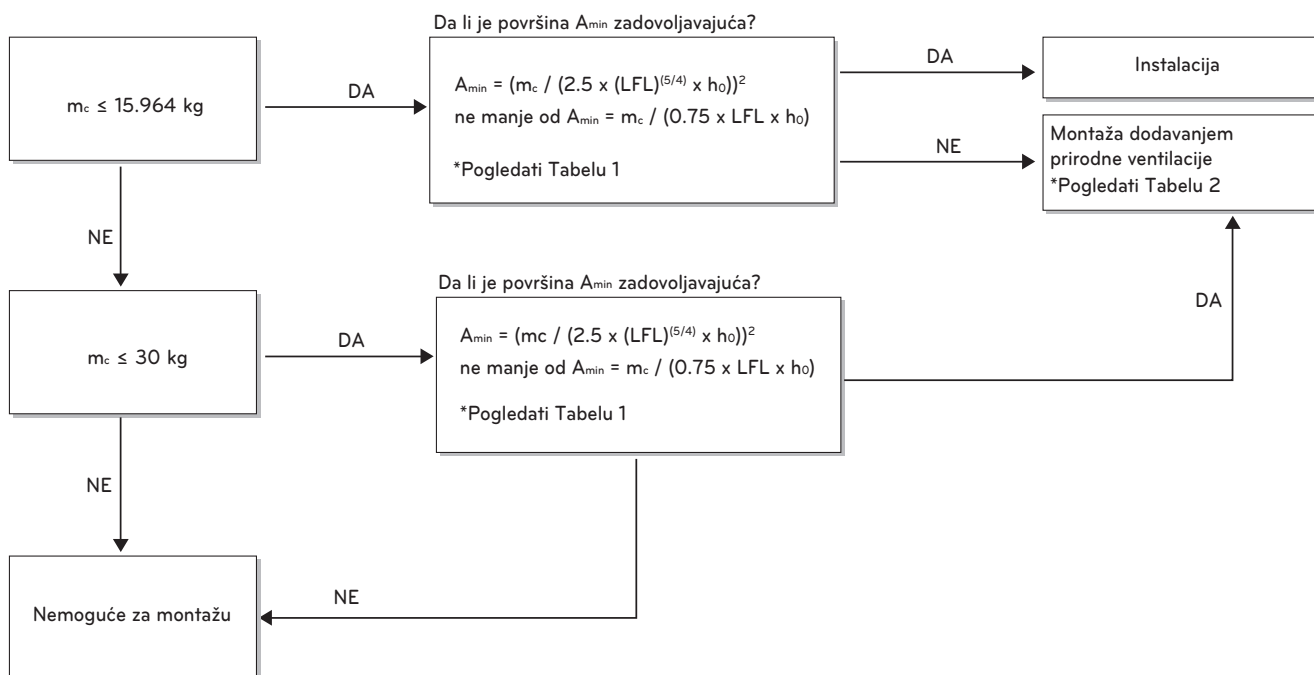 Da li je površina Amin zadovoljavajuća?
mc ≤ 15.964 kg
DA
Amin = (mc / (2.5 x (LFL)(5/4) x h0))2
ne manje od Amin = mc / (0.75 x LFL x h0)
*Pogledati Tabelu 1
DA
Instalacija
NE
Montaža dodavanjem
prirodne ventilacije
*Pogledati Tabelu 2
NE
Da li je površina Amin zadovoljavajuća?
mc ≤ 30 kg
DA
Amin = (mc / (2.5 x (LFL)(5/4) x h0))2
ne manje od Amin = mc / (0.75 x LFL x h0)
*Pogledati Tabelu 1
DA
NE
NE
Nemoguće za montažu